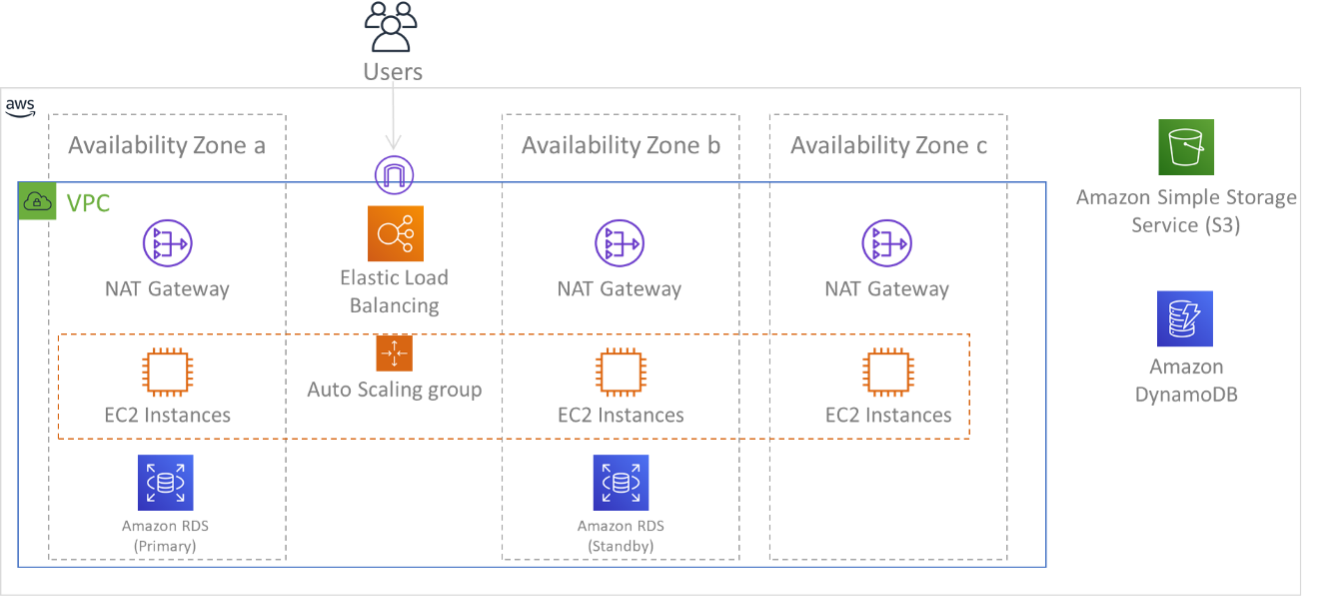 Users
aws
Availability Zone a
Availability Zone b
Availability Zone c
VPC
NAT Gateway
Elastic Load
Balancing
NAT Gateway
NAT Gateway
Amazon Simple Storage
Service (S3)
Auto Scaling group
EC2 Instances
EC2 Instances
EC2 Instances
Amazon
DynamoDB
Amazon RDS
(Primary)
Amazon RDS
(Standby)